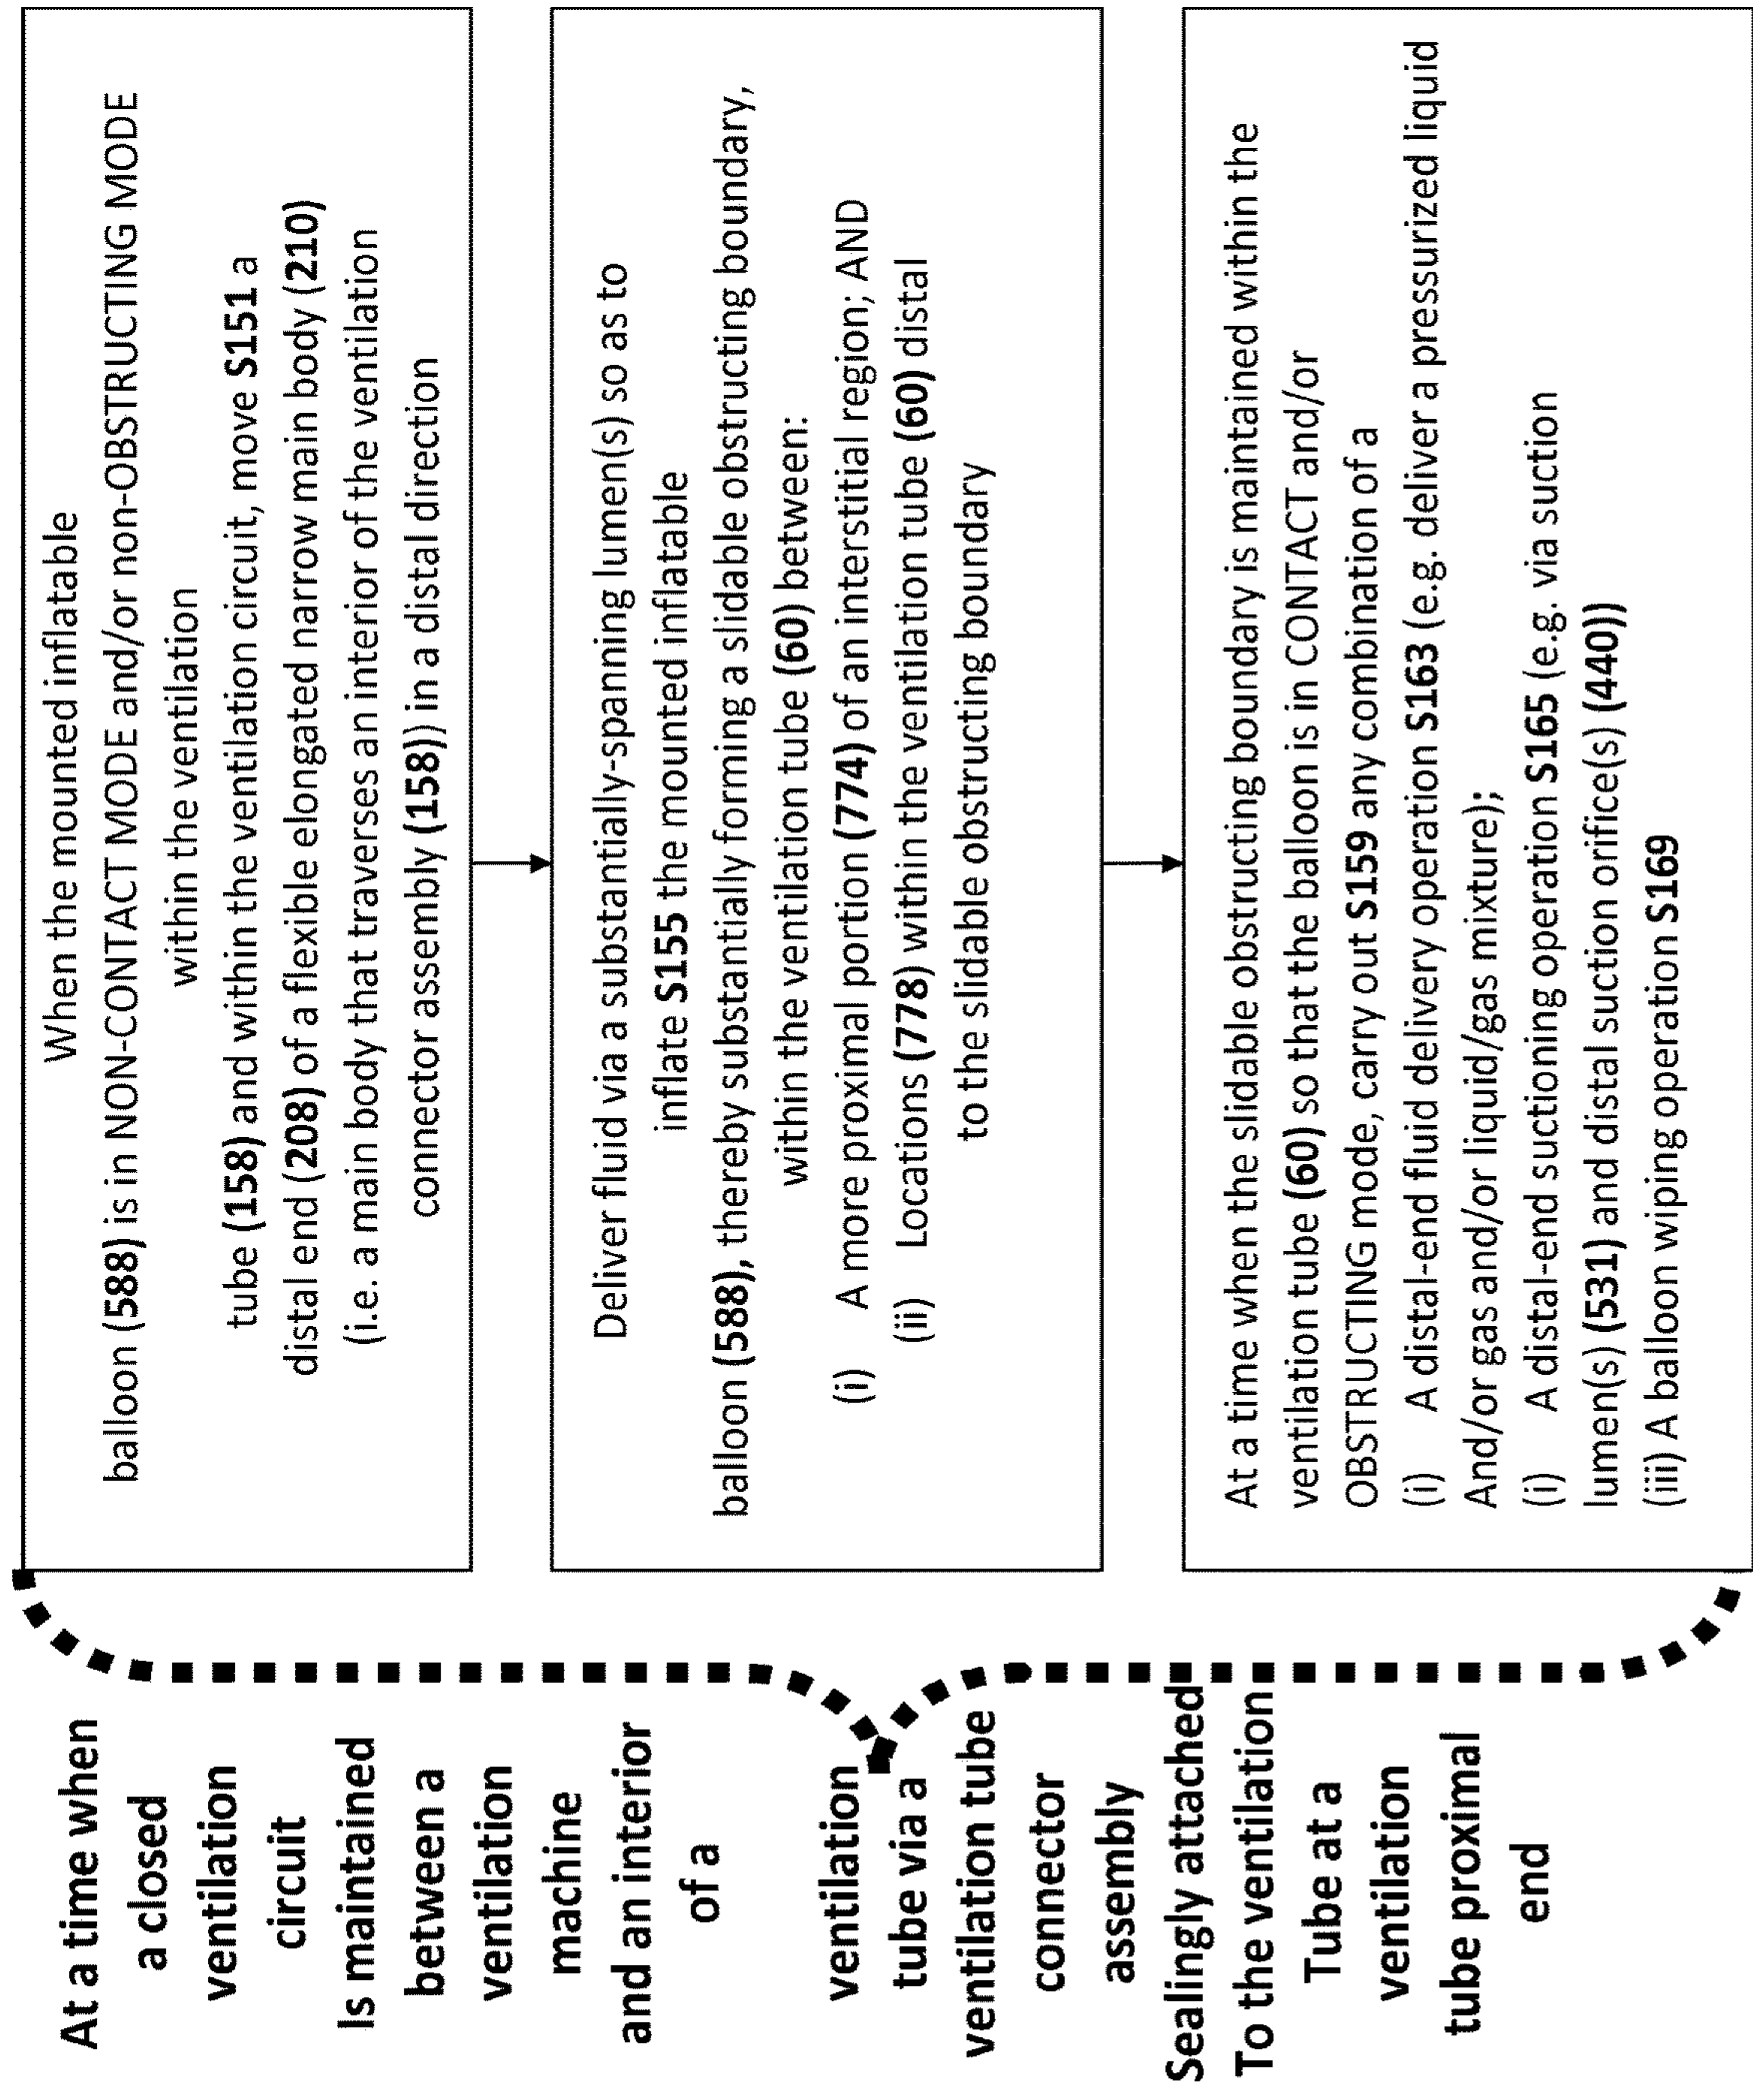 At a time when
a closed
ventilation
circuit
Is maintained
between a
ventilation
machine
and an interior
of a
ventilation
tube via a
ventilation tube
connector
assembly
Sealingly attached
To the ventilation
Tube at a
ventilation
tube proximal
end
When the mounted inflatable
balloon (588) is in NON-CONTACT MODE and/or non-OBSTRUCTING MODE
within the ventilation
tube (158) and within the ventilation circuit, move S151 a
distal end (208) of a flexible elongated narrow main body (210)
(i.e. a main body that traverses an interior of the ventilation
connector assembly (158)) in a distal direction
Deliver fluid via a substantially-spanning lumen(s) so as to
inflate S155 the mounted inflatable
balloon (588), thereby substantially forming a slidable obstructing boundary,
within the ventilation tube (60) between:
(i) A more proximal portion (774) of an interstitial region; AND
(ii) Locations (778) within the ventilation tube (60) distal
to the slidable obstructing boundary
At a time when the slidable obstructing boundary is maintained within the
ventilation tube (60) so that the balloon is in CONTACT and/or
OBSTRUCTING mode, carry out S159 any combination of a
(i) A distal-end fluid delivery operation S163 (e.g. deliver a pressurized liquid
And/or gas and/or liquid/gas mixture);
(i) A distal-end suctioning operation S165 (e.g. via suction
lumen(s) (531) and distal suction orifice(s) (440))
(iii) A balloon wiping operation S169